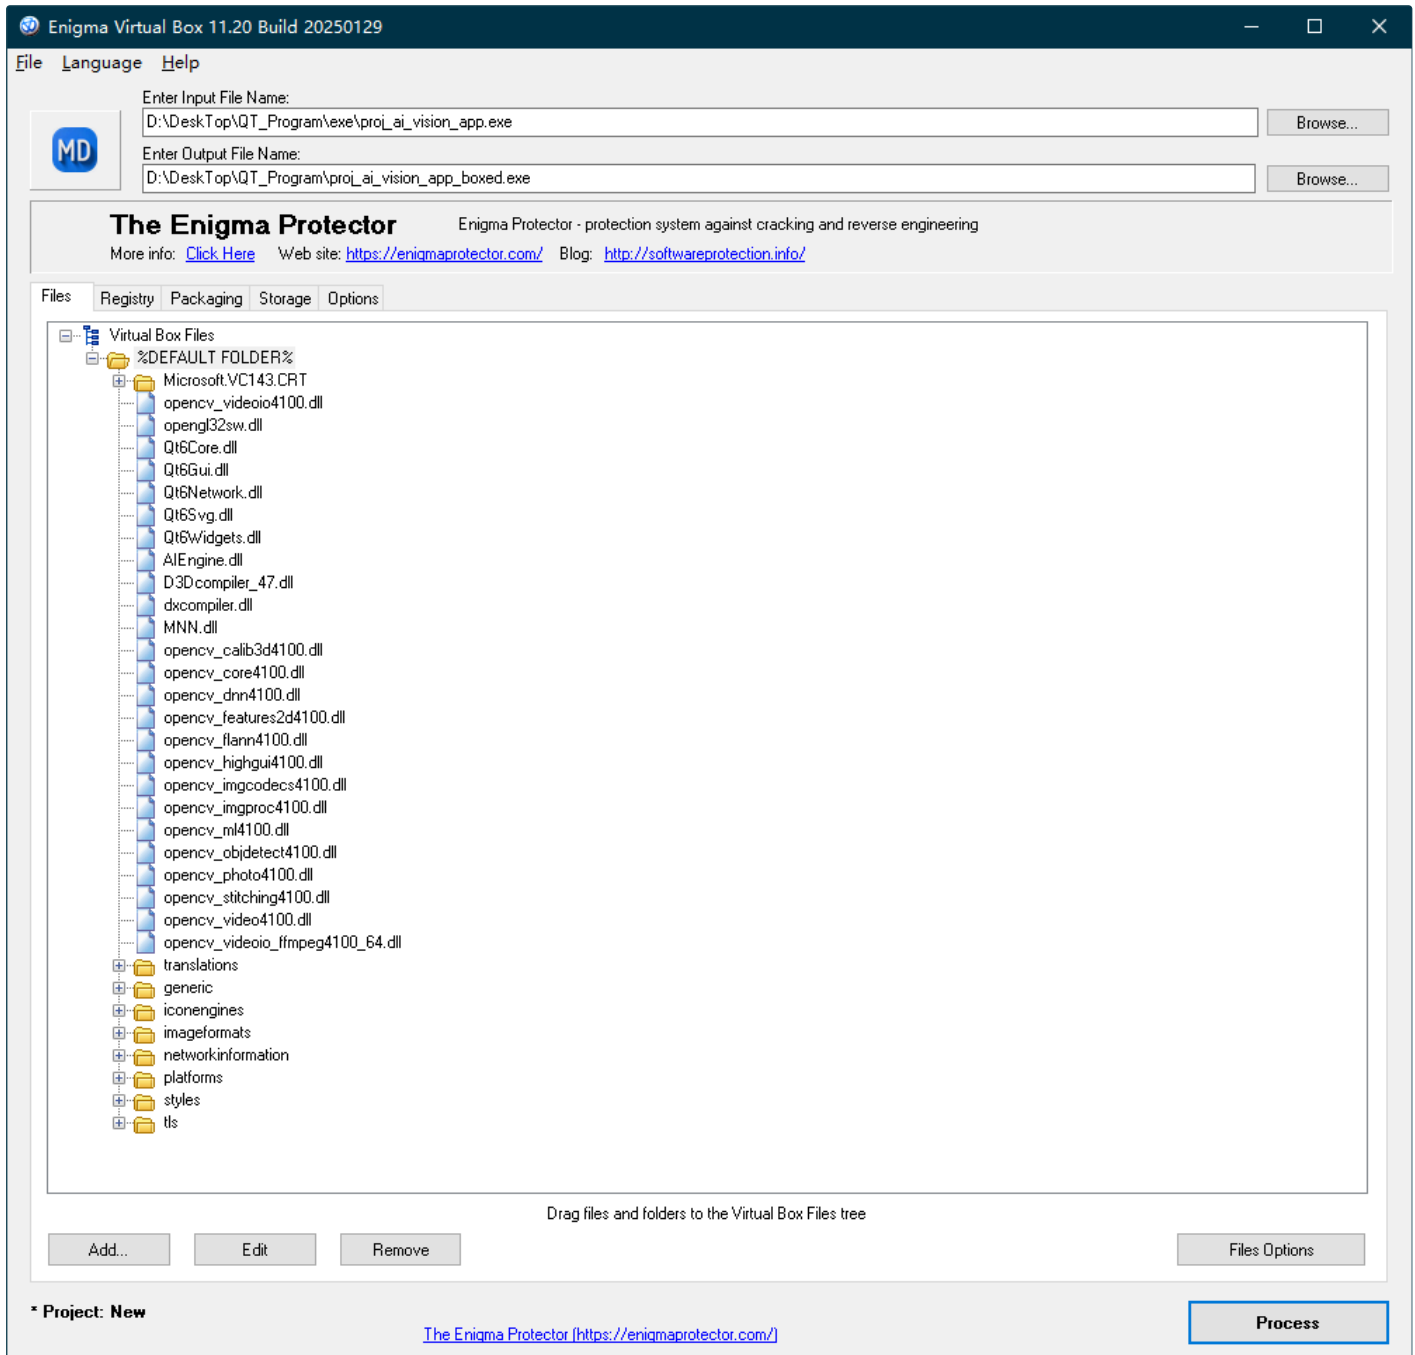 Enigma Virtual Box 11.20 Build 20250129
File Language Help
Enter Input File Name:
D:\DeskTop\QT_Program\exe\proj_ai_vision_app.exe
Browse...
MD
Enter Output File Name:
D:\DeskTop\QT_Program\proj_ai_vision_app_boxed.exe
Browse...
The Enigma Protector Enigma Protector - protection system against cracking and reverse engineering
More info: Click Here Web site: https://enigmaprotector.com/ Blog: http://softwareprotection.info/
Files Registry Packaging Storage Options
Virtual Box Files
%DEFAULT FOLDER%
Microsoft.VC143.CRT
opencv_videoio4100.dll
opengl32sw.dll
Qt6Core.dll
Qt6Gui.dll
Qt6Network.dll
Qt6Svg.dll
Qt6Widgets.dll
AIEngine.dll
D3Dcompiler_47.dll
dxcompiler.dll
MNN.dll
opencv_calib3d4100.dll
opencv_core4100.dll
opencv_dnn4100.dll
opencv_features2d4100.dll
opencv_flann4100.dll
opencv_highgui4100.dll
opencv_imgcodecs4100.dll
opencv_imgproc4100.dll
opencv_ml4100.dll
opencv_objdetect4100.dll
opencv_photo4100.dll
opencv_stitching4100.dll
opencv_video4100.dll
opencv_videoio_ffmpeg4100_64.dll
translations
generic
iconengines
imageformats
networkinformation
platforms
styles
tls
Drag files and folders to the Virtual Box Files tree
Add... Edit Remove Files Options
* Project: New
Process
The Enigma Protector (https://enigmaprotector.com/)